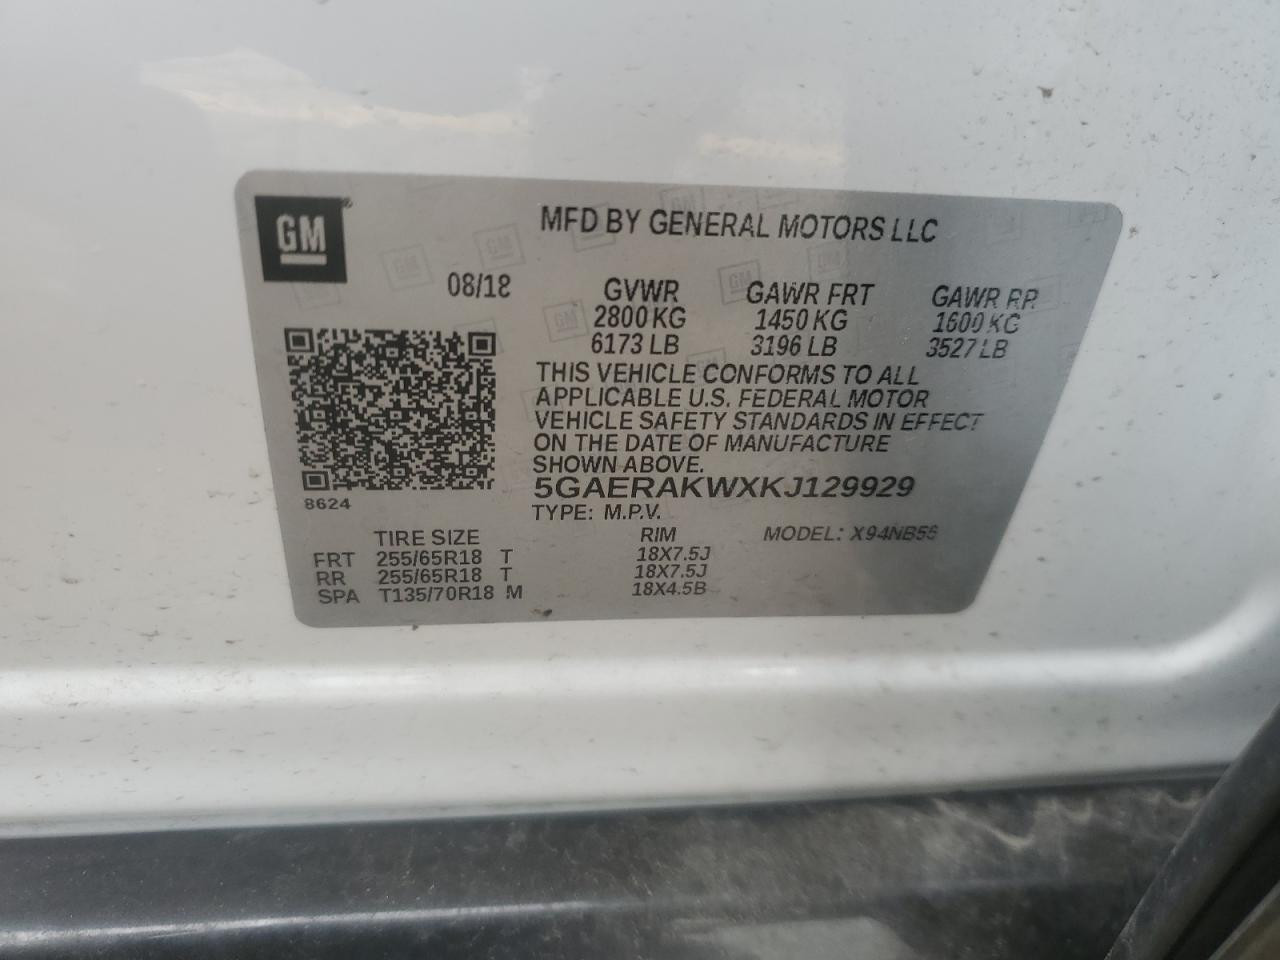 GM®
MFD BY GENERAL MOTORS LLC
08/18 GVWR GAWR FRT GAWR RR
2800 KG 1450 KG 1600 KG
6173 LB 3196 LB 3527 LB
THIS VEHICLE CONFORMS TO ALL
APPLICABLE U.S. FEDERAL MOTOR
VEHICLE SAFETY STANDARDS IN EFFECT
ON THE DATE OF MANUFACTURE
SHOWN ABOVE.
5GAERAKWXKJ129929
8624
TYPE: M.P.V.
TIRE SIZE RIM MODEL:
FRT 255/65R18 T 18X7.5J
RR 255/65R18 T 18X7.5J
SPA T135/70R18 M 18X4.5B